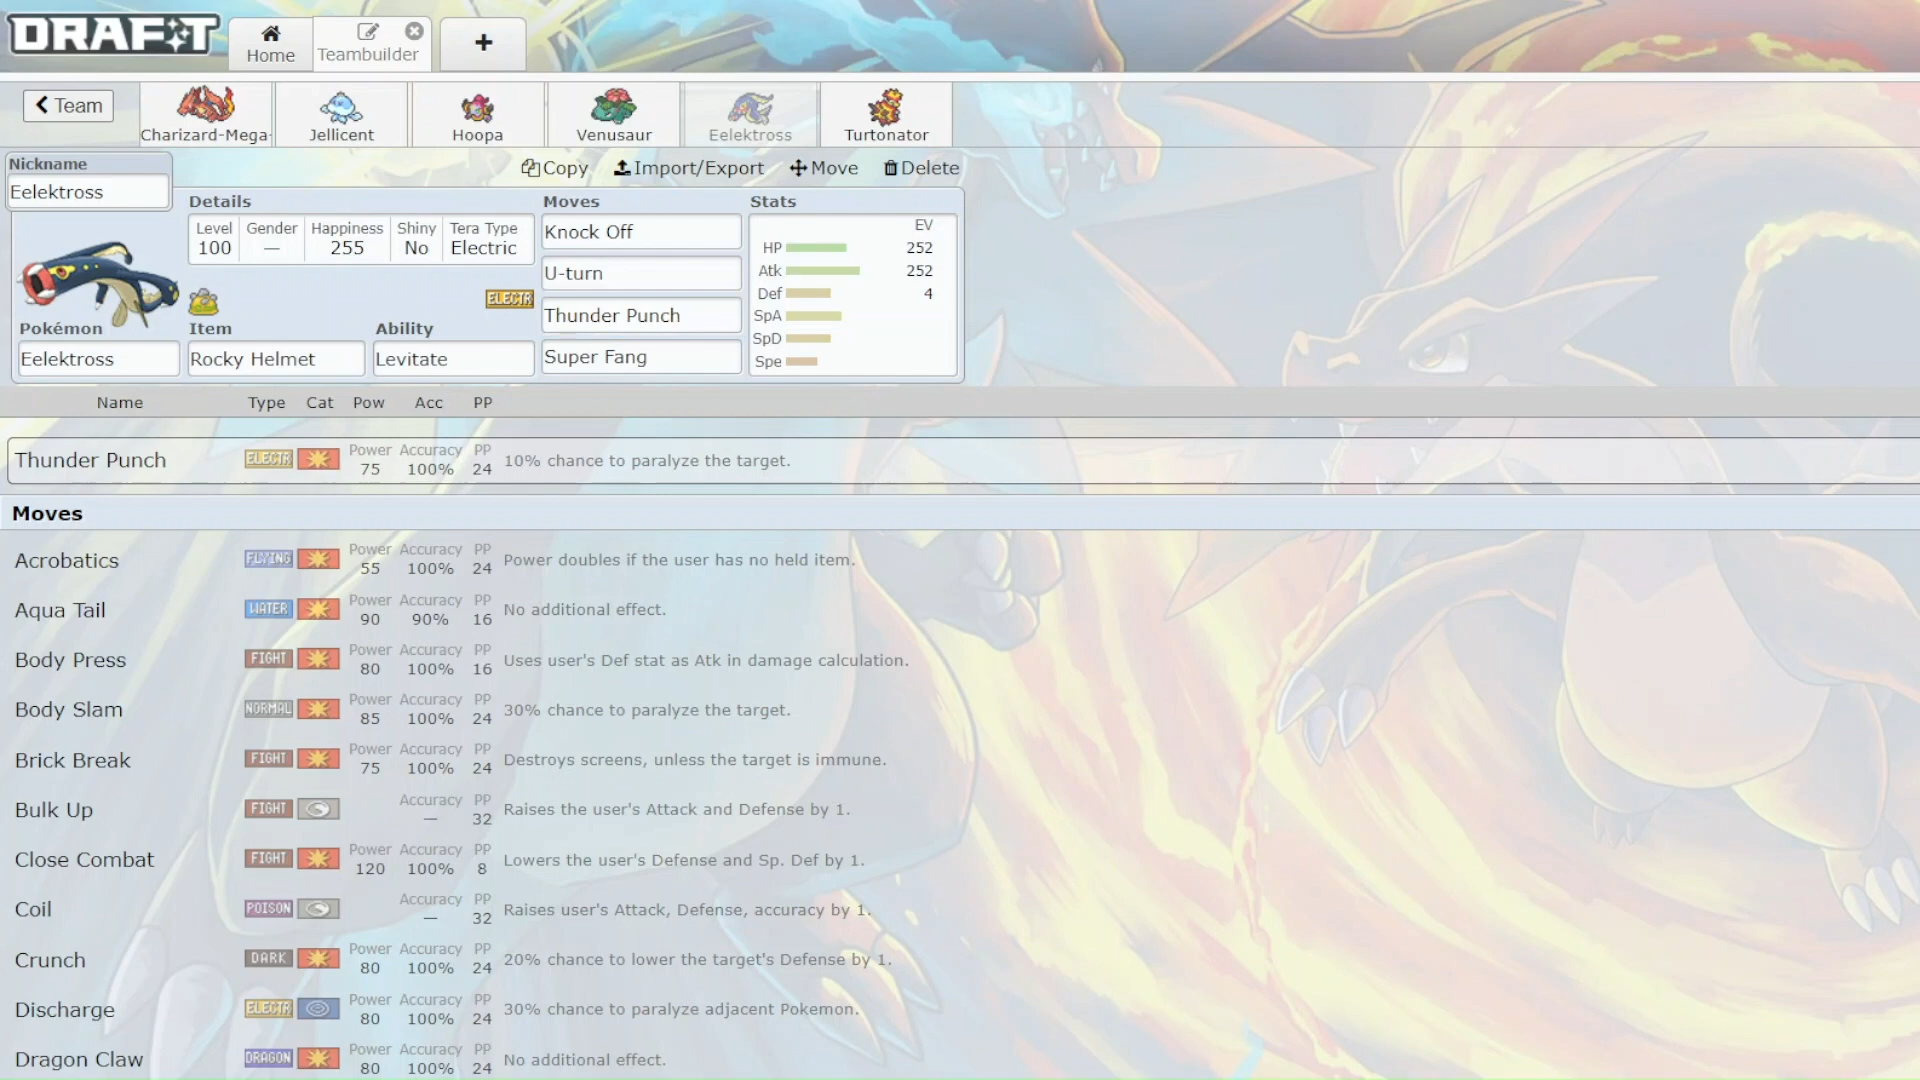 DRAFT
Home
Teambuilder
+
Team
Charizard-Mega-
Jellicent
Hoopa
Venusaur
Eelektross
Turtonator
Nickname
Eelektross
Copy
Import/Export
Move
Delete
Details
Moves
Stats
Level
Gender
Happiness
Shiny
Tera Type
100
—
255
No
Electric
ELECTR
Pokémon
Item
Ability
Eelektross
Rocky Helmet
Levitate
Knock Off
U-turn
Thunder Punch
Super Fang
EV
HP 252
Atk 252
Def 4
SpA
SpD
Spe
Name Type Cat Pow Acc PP
Thunder Punch ELECTR Power 75 Accuracy 100% PP 24 10% chance to paralyze the target.
Moves
Acrobatics FLYING Power 55 Accuracy 100% PP 24 Power doubles if the user has no held item.
Aqua Tail WATER Power 90 Accuracy 90% PP 16 No additional effect.
Body Press FIGHT Power 80 Accuracy 100% PP 16 Uses user's Def stat as Atk in damage calculation.
Body Slam NORMAL Power 85 Accuracy 100% PP 24 30% chance to paralyze the target.
Brick Break FIGHT Power 75 Accuracy 100% PP 24 Destroys screens, unless the target is immune.
Bulk Up FIGHT Accuracy — PP 32 Raises the user's Attack and Defense by 1.
Close Combat FIGHT Power 120 Accuracy 100% PP 8 Lowers the user's Defense and Sp. Def by 1.
Coil POISON Accuracy — PP 32 Raises user's Attack, Defense, accuracy by 1.
Crunch DARK Power 80 Accuracy 100% PP 24 20% chance to lower the target's Defense by 1.
Discharge ELECTR Power 80 Accuracy 100% PP 24 30% chance to paralyze adjacent Pokemon.
Dragon Claw DRAGON Power 80 Accuracy 100% PP 24 No additional effect.